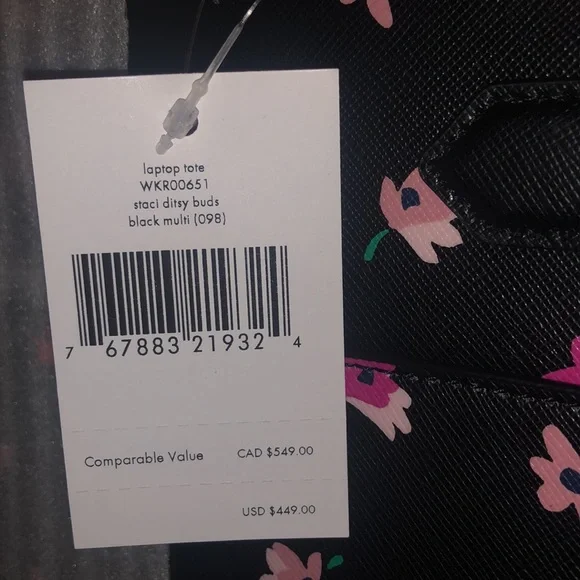 laptop tote
WKR00651
staci ditsy buds
black multi (098)
7 67883 21932 4
Comparable Value CAD $549.00
USD $449.00